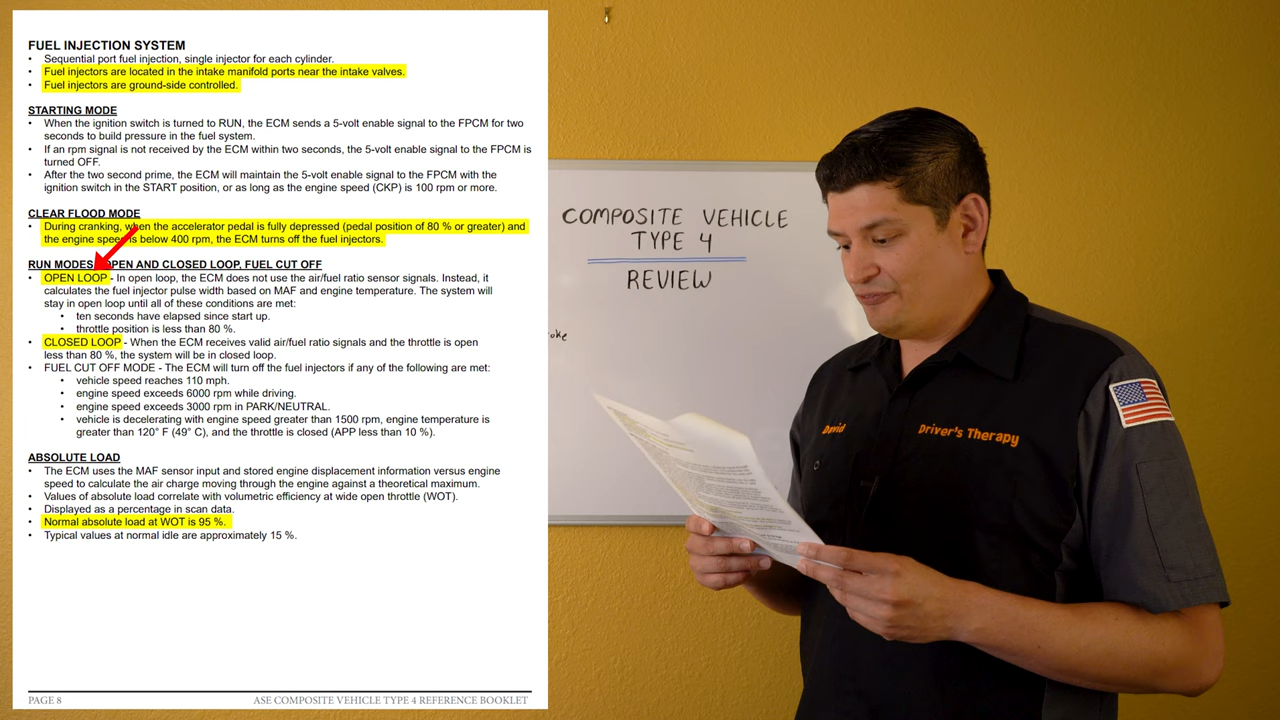 FUEL INJECTION SYSTEM
• Sequential port fuel injection, single injector for each cylinder.
• Fuel injectors are located in the intake manifold ports near the intake valves.
• Fuel injectors are ground-side controlled.
STARTING MODE
• When the ignition switch is turned to RUN, the ECM sends a 5-volt enable signal to the FPCM for two
seconds to build pressure in the fuel system.
• If an rpm signal is not received by the ECM within two seconds, the 5-volt enable signal to the FPCM is
turned OFF.
• After the two second prime, the ECM will maintain the 5-volt enable signal to the FPCM with the
ignition switch in the START position, or as long as the engine speed (CKP) is 100 rpm or more.
CLEAR FLOOD MODE
• During cranking, when the accelerator pedal is fully depressed (pedal position of 80 % or greater) and
the engine speed is below 400 rpm, the ECM turns off the fuel injectors.
RUN MODES: OPEN AND CLOSED LOOP, FUEL CUT OFF
• OPEN LOOP - In open loop, the ECM does not use the air/fuel ratio sensor signals. Instead, it
calculates the fuel injector pulse width based on MAF and engine temperature. The system will
stay in open loop until all of these conditions are met:
• ten seconds have elapsed since start up.
• throttle position is less than 80 %.
• CLOSED LOOP - When the ECM receives valid air/fuel ratio signals and the throttle is open
less than 80 %, the system will be in closed loop.
• FUEL CUT OFF MODE - The ECM will turn off the fuel injectors if any of the following are met:
• vehicle speed reaches 110 mph.
• engine speed exceeds 6000 rpm while driving.
• engine speed exceeds 3000 rpm in PARK/NEUTRAL.
• vehicle is decelerating with engine speed greater than 1500 rpm, engine temperature is
greater than 120° F (49° C), and the throttle is closed (APP less than 10 %).
ABSOLUTE LOAD
• The ECM uses the MAF sensor input and stored engine displacement information versus engine
speed to calculate the air charge moving through the engine against a theoretical maximum.
• Values of absolute load correlate with volumetric efficiency at wide open throttle (WOT).
• Displayed as a percentage in scan data.
• Normal absolute load at WOT is 95 %.
• Typical values at normal idle are approximately 15 %.
PAGE 8 ASE COMPOSITE VEHICLE TYPE 4 REFERENCE BOOKLET
COMPOSITE VEHICLE
TYPE 4
REVIEW
oke
David
Driver's Therapy